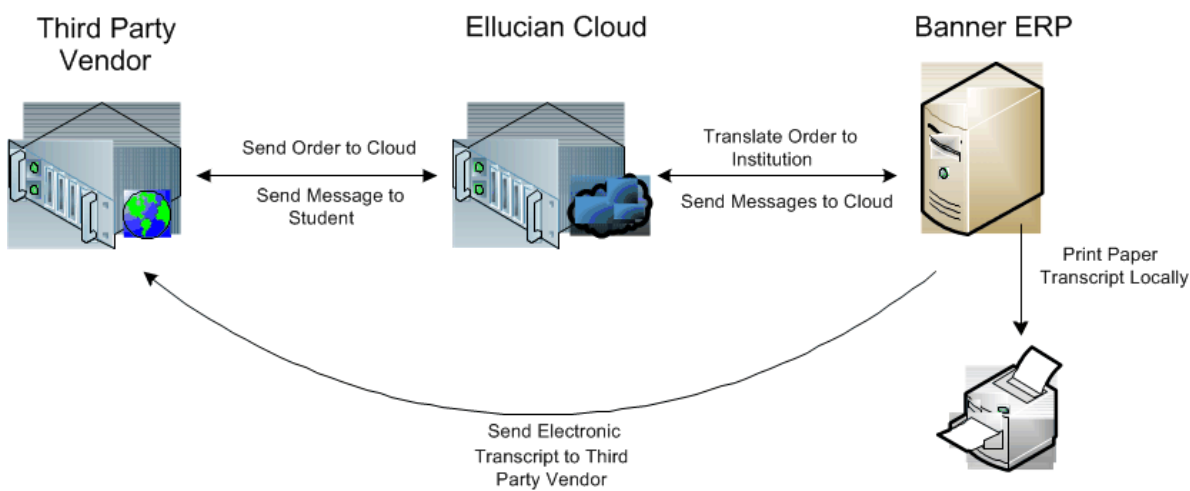 Third Party
Vendor
Ellucian Cloud
Banner ERP
Send Order to Cloud
Send Message to
Student
Translate Order to
Institution
Send Messages to Cloud
Print Paper
Transcript Locally
Send Electronic
Transcript to Third
Party Vendor